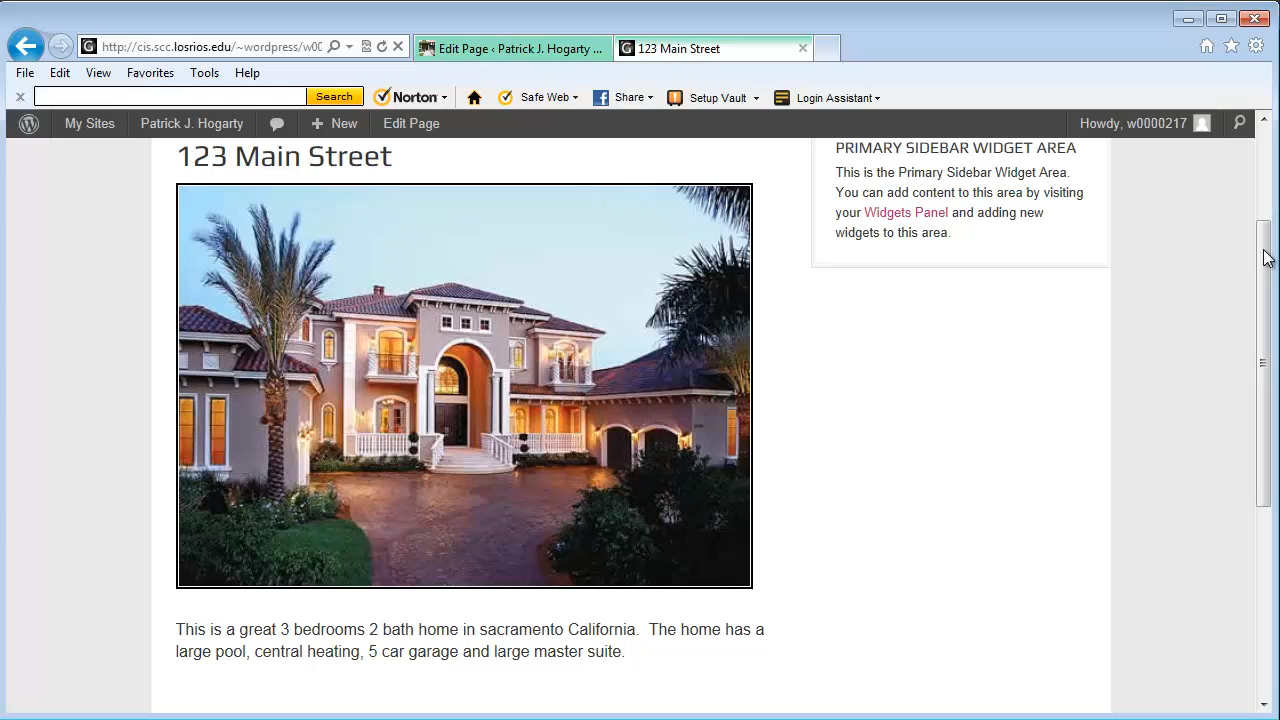 http://cis.scc.losrios.edu/~wordpress/w00
Edit Page ‹ Patrick J. Hogarty ...
123 Main Street
File Edit View Favorites Tools Help
Search Norton Safe Web Share Setup Vault Login Assistant
My Sites Patrick J. Hogarty New Edit Page Howdy, w0000217
123 Main Street
PRIMARY SIDEBAR WIDGET AREA
This is the Primary Sidebar Widget Area.
You can add content to this area by visiting
your Widgets Panel and adding new
widgets to this area.
This is a great 3 bedrooms 2 bath home in sacramento California.  The home has a
large pool, central heating, 5 car garage and large master suite.